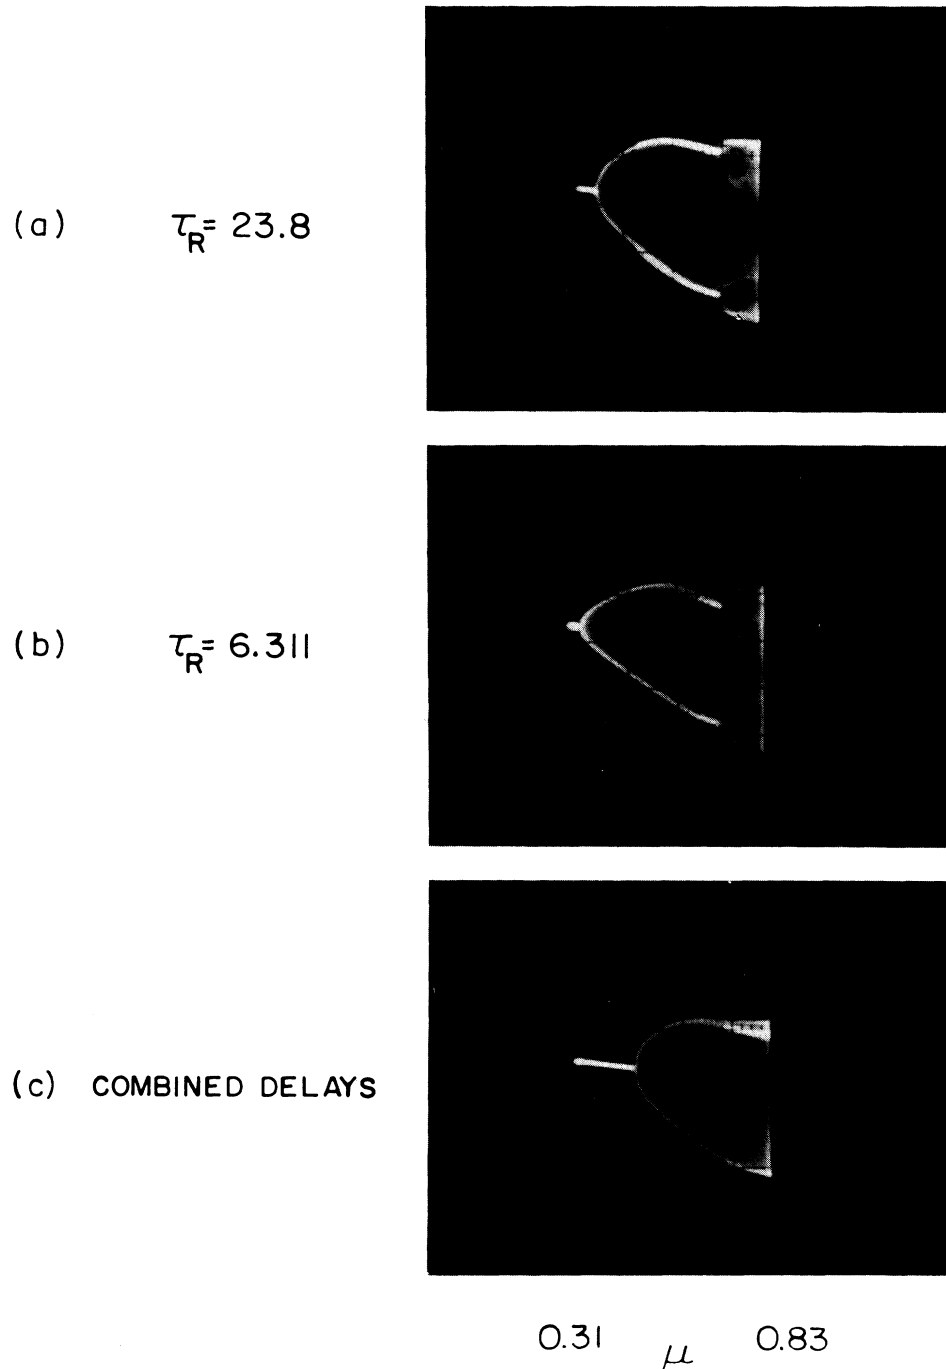 (a) τR= 23.8
(b) τR= 6.311
(c) COMBINED DELAYS
0.31 μ 0.83